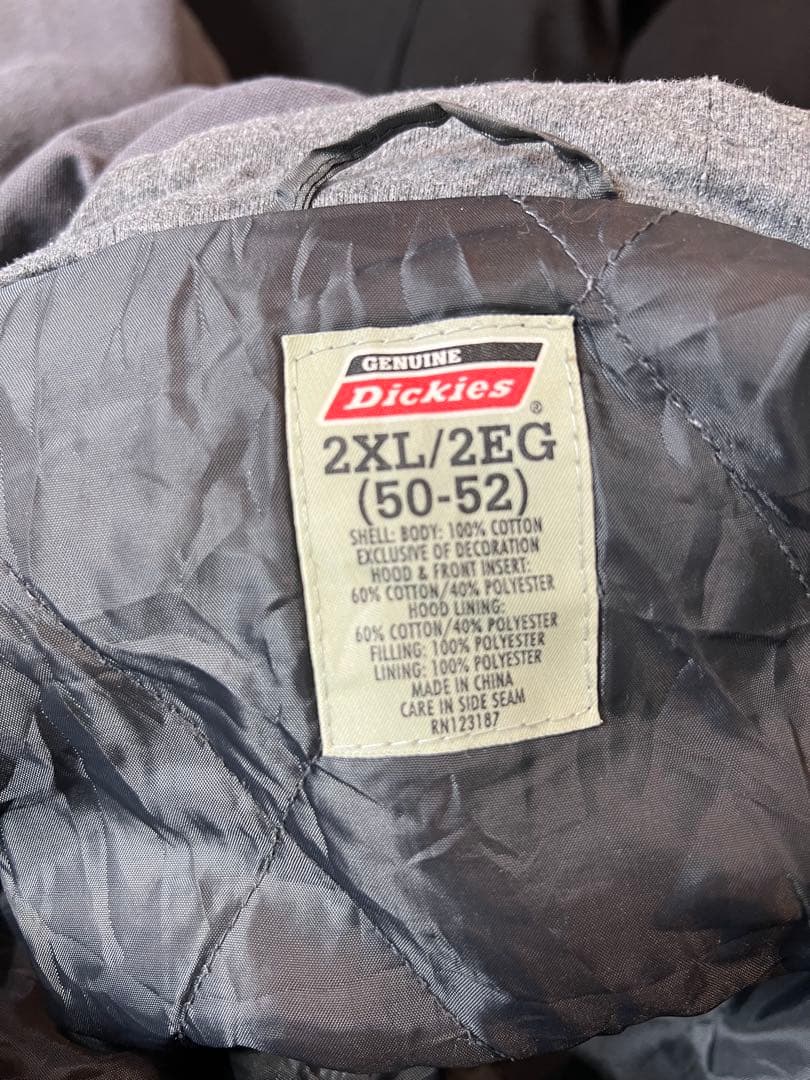 GENUINE
Dickies
®
2XL/2EG
(50-52)
SHELL: BODY: 100% COTTON
EXCLUSIVE OF DECORATION
HOOD & FRONT INSERT:
60% COTTON/40% POLYESTER
HOOD LINING:
60% COTTON/40% POLYESTER
FILLING: 100% POLYESTER
LINING: 100% POLYESTER
MADE IN CHINA
CARE IN SIDE SEAM
RN123187